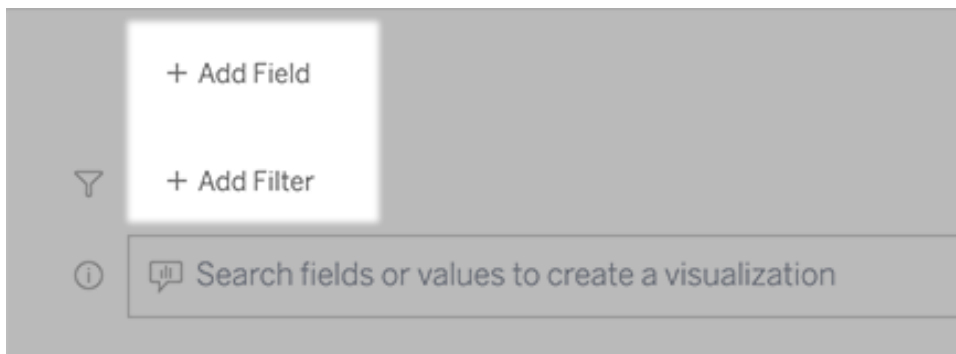 + Add Field
+ Add Filter
Search fields or values to create a visualization